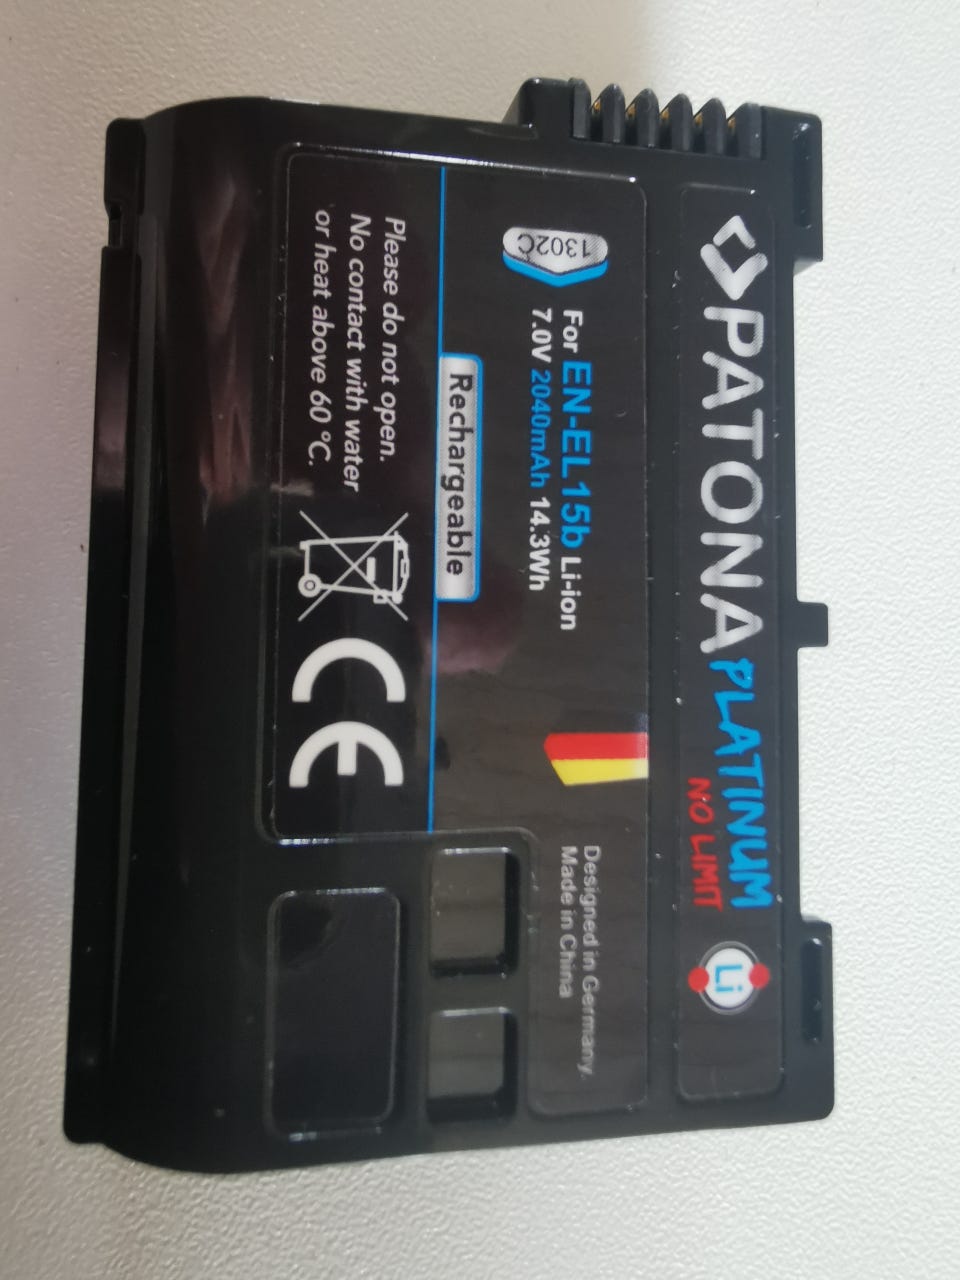 PATONA PLATINUM
NO LIMIT
Li
1302C
For EN-EL15b Li-ion
7.0V 2040mAh 14.3Wh
Designed in Germany.
Made in China
Rechargeable
Please do not open.
No contact with water
or heat above 60 °C.
CE